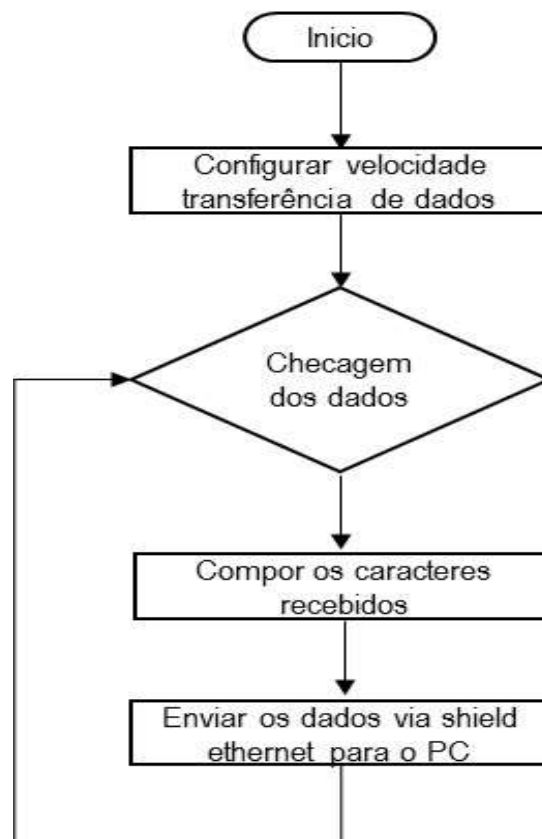 Inicio
Configurar velocidade
transferência de dados
Checagem
dos dados
Compor os caracteres
recebidos
Enviar os dados via shield
ethernet para o PC